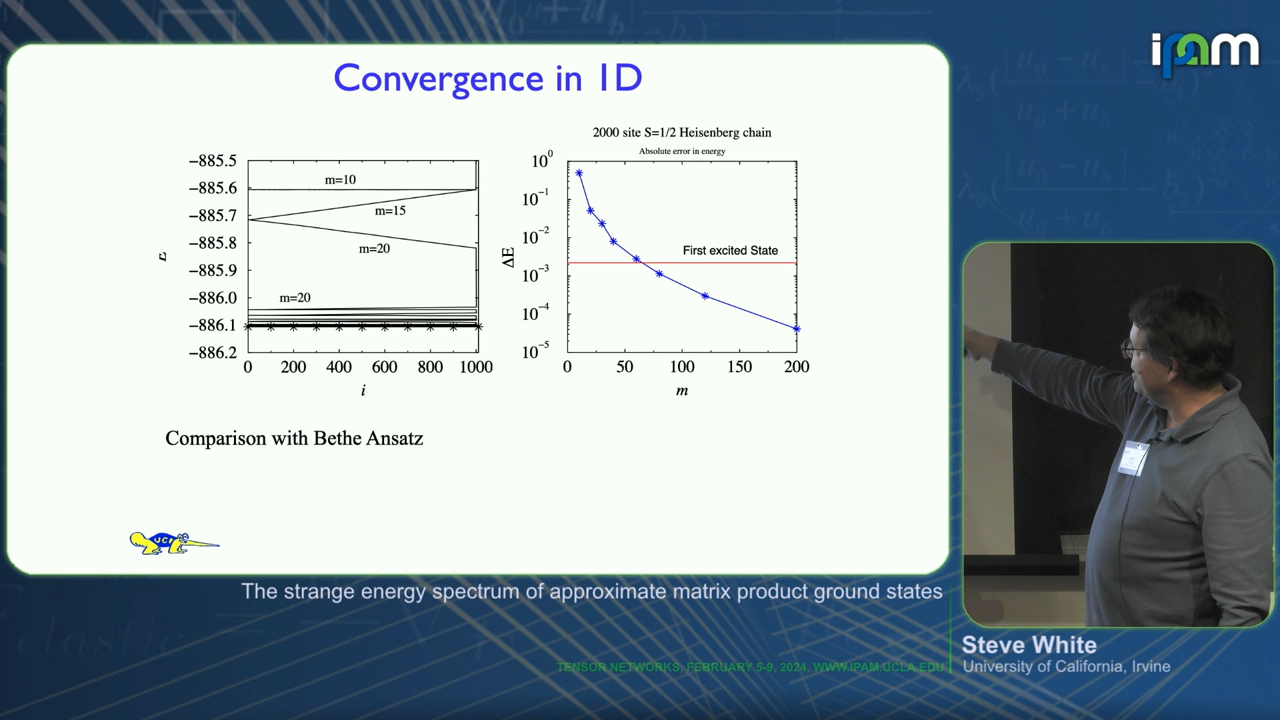 ipam
Convergence in 1D
-885.5
-885.6
-885.7
-885.8
-885.9
-886.0
-886.1
-886.2
E
m=10
m=15
m=20
m=20
0 200 400 600 800 1000
i
2000 site S=1/2 Heisenberg chain
Absolute error in energy
10^0
10^-1
10^-2
10^-3
10^-4
10^-5
ΔE
First excited State
0 50 100 150 200
m
Comparison with Bethe Ansatz
UCI
The strange energy spectrum of approximate matrix product ground states
Steve White
University of California, Irvine
TENSOR NETWORKS, FEBRUARY 5-9, 2024, WWW.IPAM.UCLA.EDU
elastic